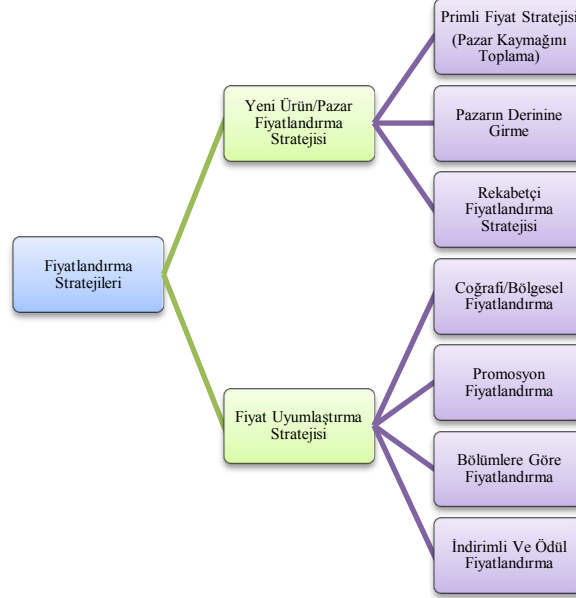 Fiyatlandırma
Stratejileri
Yeni Ürün/Pazar
Fiyatlandırma
Stratejisi
Primli Fiyat Stratejisi
(Pazar Kaymağını
Toplama)
Pazarın Derinine
Girme
Rekabetçi
Fiyatlandırma
Stratejisi
Fiyat Uyumlaştırma
Stratejisi
Coğrafi/Bölgesel
Fiyatlandırma
Promosyon
Fiyatlandırma
Bölümlere Göre
Fiyatlandırma
İndirimli Ve Ödül
Fiyatlandırma